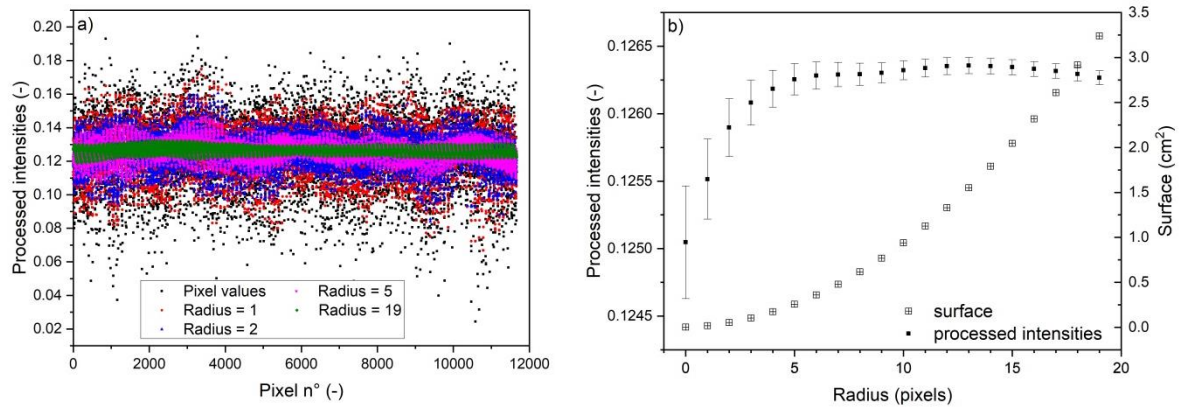 a)
Processed intensities (-)
0.20
0.18
0.16
0.14
0.12
0.10
0.08
0.06
0.04
0.02
Pixel values
Radius = 1
Radius = 2
Radius = 5
Radius = 19
0 2000 4000 6000 8000 10000 12000
Pixel n° (-)
b)
Processed intensities (-)
0.1265
0.1260
0.1255
0.1250
0.1245
3.5
3.0
2.5
2.0
1.5
1.0
0.5
0.0
Surface (cm²)
surface
processed intensities
0 5 10 15 20
Radius (pixels)